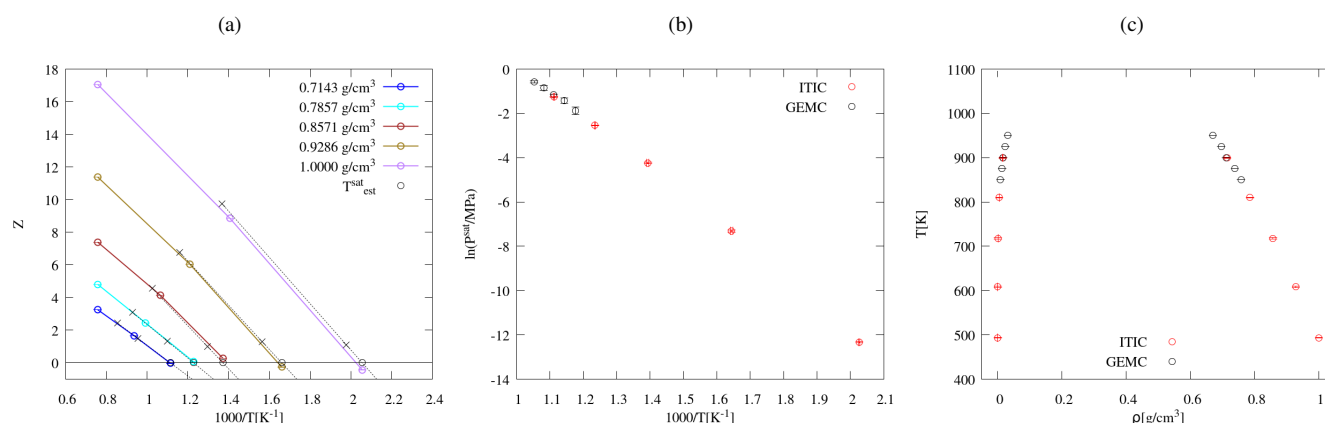 (a)
18
16
14
12
10
8
6
4
2
0
Z
0.7143 g/cm³
0.7857 g/cm³
0.8571 g/cm³
0.9286 g/cm³
1.0000 g/cm³
Tˢᵃᵗₑₛₜ
0.6 0.8 1 1.2 1.4 1.6 1.8 2 2.2 2.4
1000/T[K⁻¹]
(b)
0
-2
-4
-6
-8
-10
-12
-14
ln(Pˢᵃᵗ/MPa)
ITIC
GEMC
1 1.1 1.2 1.3 1.4 1.5 1.6 1.7 1.8 1.9 2 2.1
1000/T[K⁻¹]
(c)
1100
1000
900
800
700
600
500
400
T[K]
ITIC
GEMC
0 0.2 0.4 0.6 0.8 1
ρ[g/cm³]